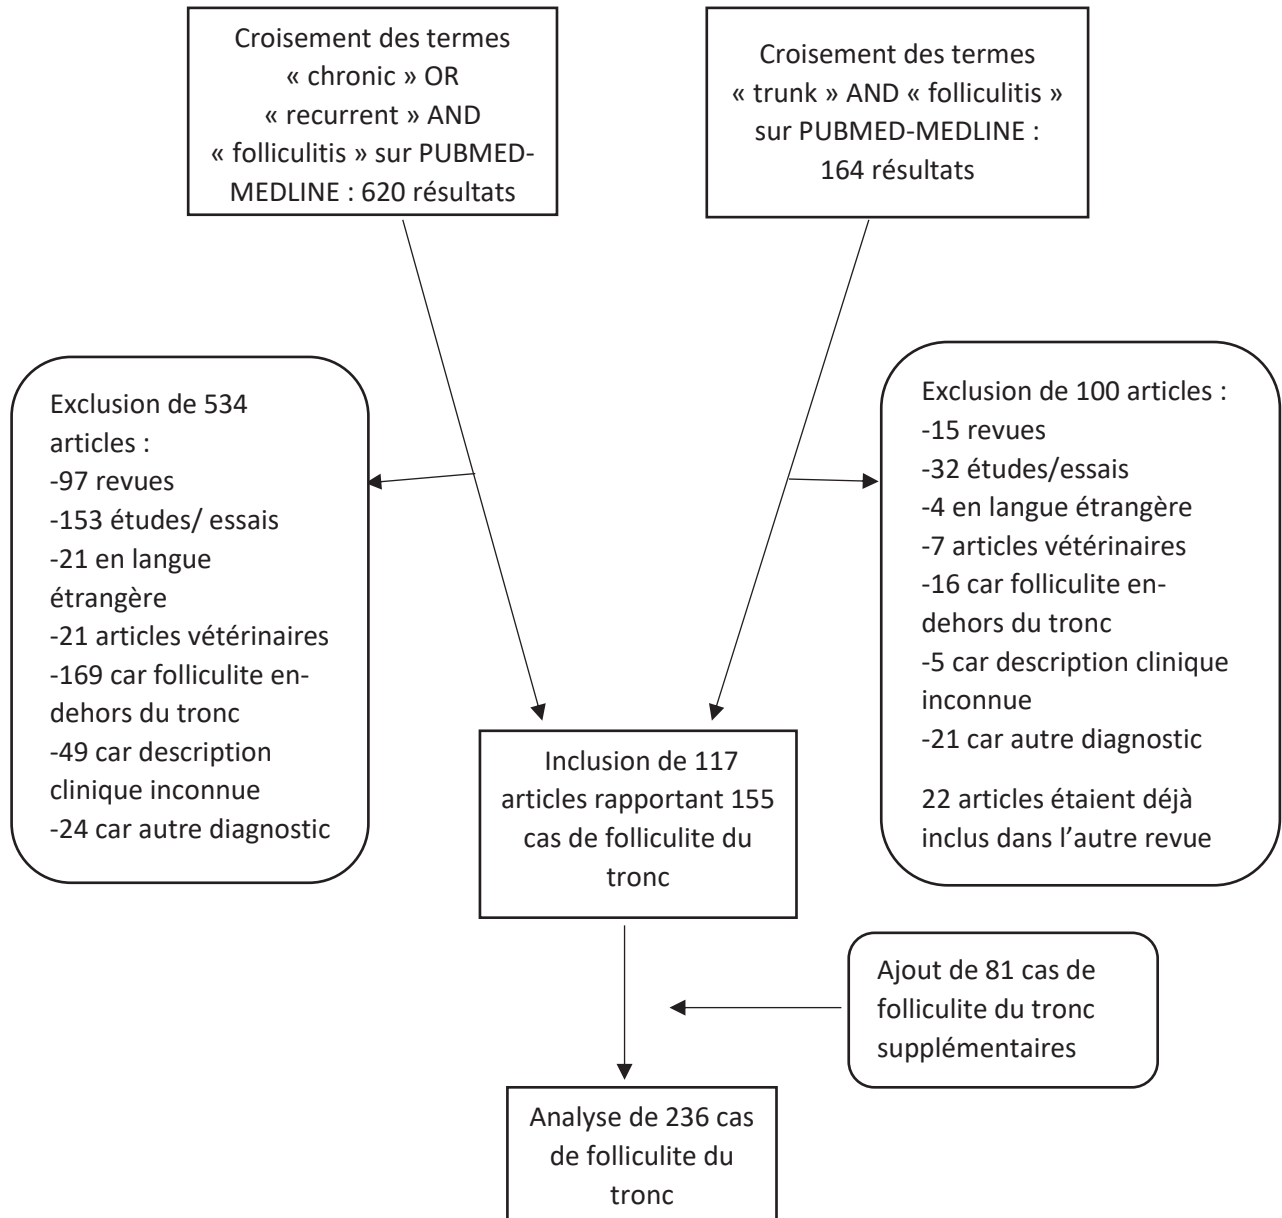 Croisement des termes
« chronic » OR
« recurrent » AND
« folliculitis » sur PUBMED-
MEDLINE : 620 résultats
Croisement des termes
« trunk » AND « folliculitis »
sur PUBMED-MEDLINE :
164 résultats
Exclusion de 534
articles :
-97 revues
-153 études/ essais
-21 en langue
étrangère
-21 articles vétérinaires
-169 car folliculite en-
dehors du tronc
-49 car description
clinique inconnue
-24 car autre diagnostic
Exclusion de 100 articles :
-15 revues
-32 études/essais
-4 en langue étrangère
-7 articles vétérinaires
-16 car folliculite en-
dehors du tronc
-5 car description clinique
inconnue
-21 car autre diagnostic
22 articles étaient déjà
inclus dans l’autre revue
Inclusion de 117
articles rapportant 155
cas de folliculite du
tronc
Ajout de 81 cas de
folliculite du tronc
supplémentaires
Analyse de 236 cas
de folliculite du
tronc